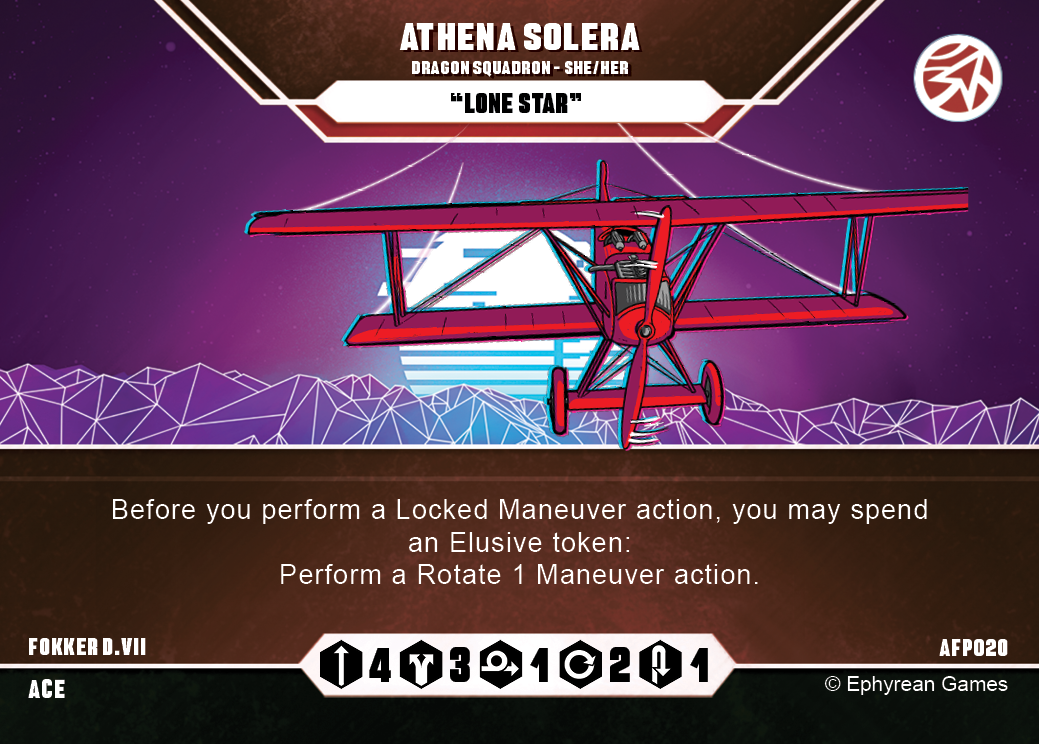 ATHENA SOLERA
DRAGON SQUADRON - SHE/HER
“LONE STAR”
Before you perform a Locked Maneuver action, you may spend
an Elusive token:
Perform a Rotate 1 Maneuver action.
FOKKER D.VII
4 3 1 2 1
AFP020
ACE
© Ephyrean Games